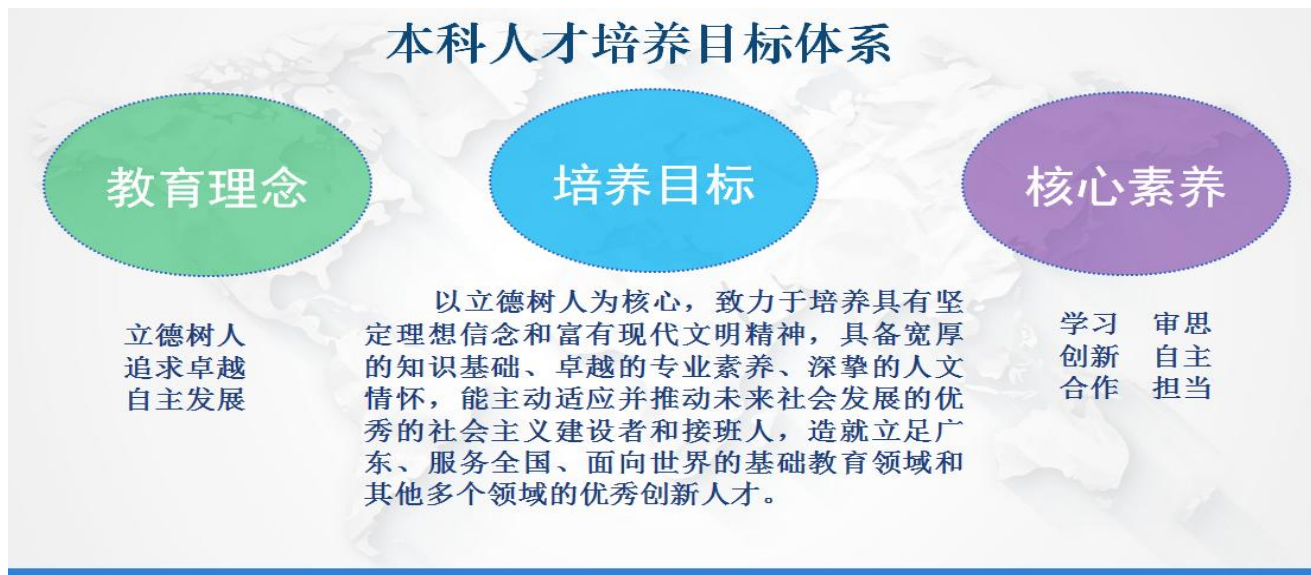 本科人才培养目标体系
教育理念
立德树人
追求卓越
自主发展
培养目标
以立德树人为核心，致力于培养具有坚
定理想信念和富有现代文明精神，具备宽厚
的知识基础、卓越的专业素养、深挚的人文
情怀，能主动适应并推动未来社会发展的优
秀的社会主义建设者和接班人，造就立足广
东、服务全国、面向世界的基础教育领域和
其他多个领域的优秀创新人才。
核心素养
学习 审思
创新 自主
合作 担当